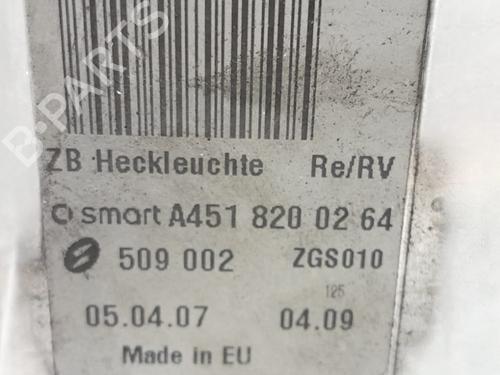 B-PARTS
ZB Heckleuchte Re/RV
smart A451 820 02 64
509 002 ZGS010
125
05.04.07 04.09
Made in EU